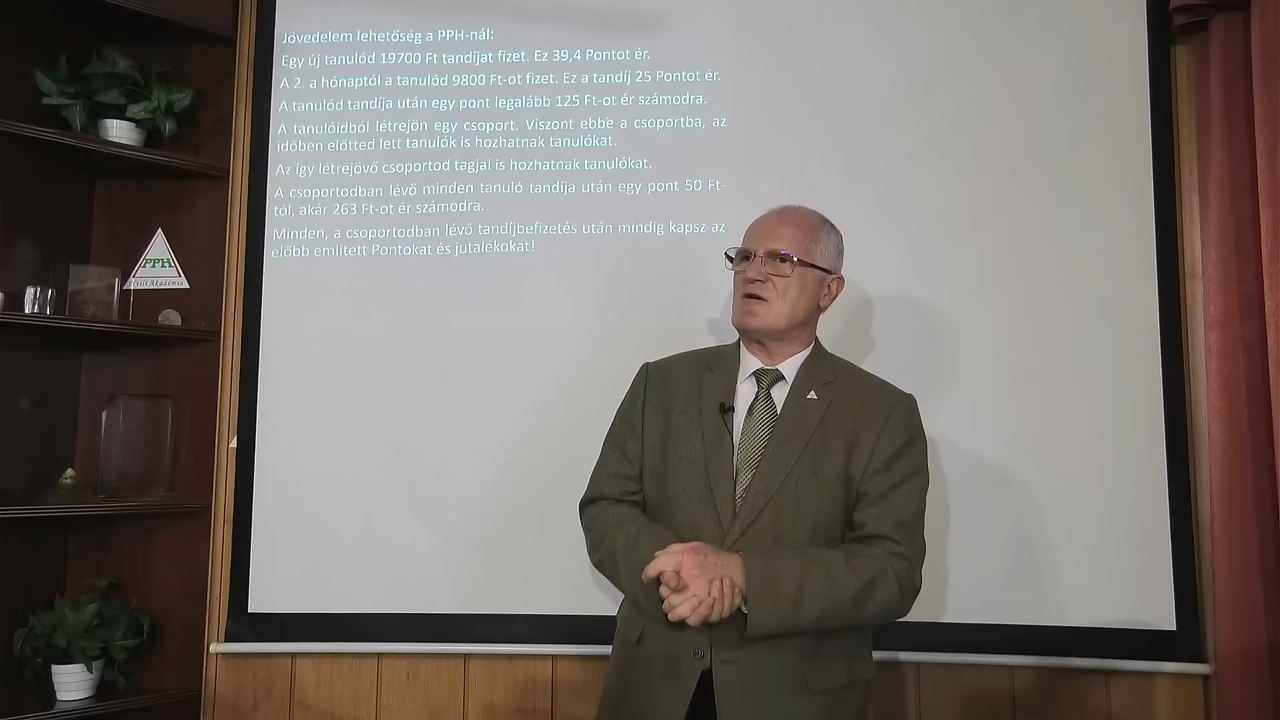 Jövedelem lehetőség a PPH-nál:
Egy új tanulód 19700 Ft tandíjat fizet. Ez 39,4 Pontot ér.
A 2. a hónaptól a tanulód 9800 Ft-ot fizet. Ez a tandíj 25 Pontot ér.
A tanulód tandíja után egy pont legalább 125 Ft-ot ér számodra.
A tanulóidból létrejön egy csoport. Viszont ebbe a csoportba, az
időben előtted lett tanulók is hozhatnak tanulókat.
Az így létrejövő csoportod tagjai is hozhatnak tanulókat.
A csoportodban lévő minden tanuló tandíja után egy pont 50 Ft-
tól, akár 263 Ft-ot ér számodra.
Minden, a csoportodban lévő tandíjbefizetés után mindig kapsz az
előbb említett Pontokat és jutalékokat!
PPH
Nyílt Akadémia